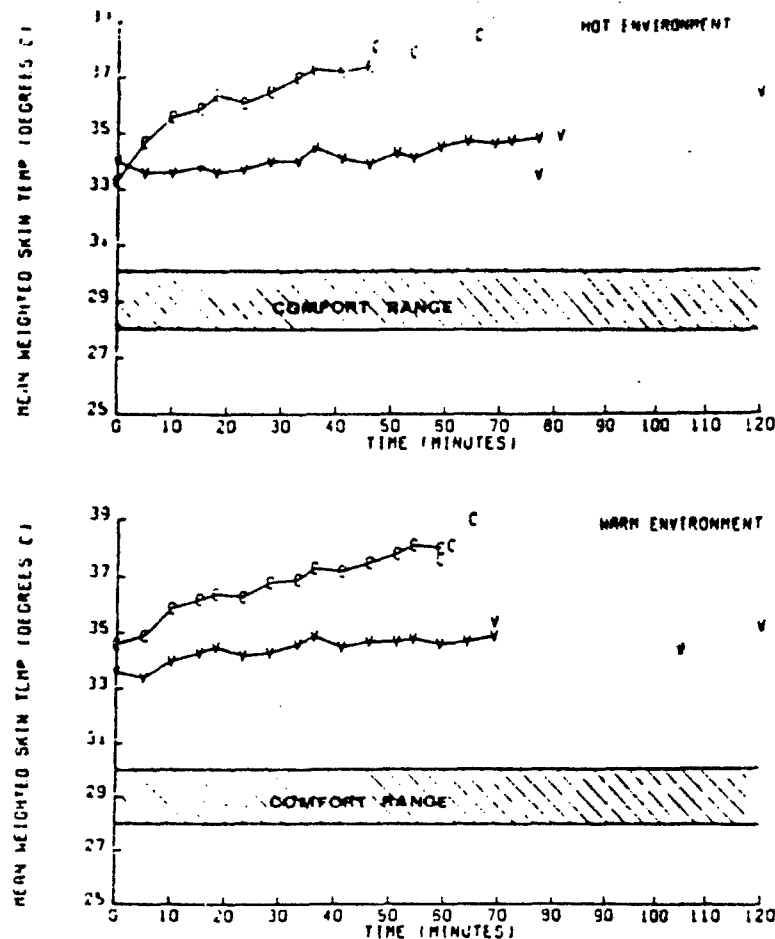 HOT ENVIRONMENT
MEAN WEIGHTED SKIN TEMP (DEGREES C)
37
35
33
31
29
27
25
COMFORT RANGE
0 10 20 30 40 50 60 70 80 90 100 110 120
TIME (MINUTES)
WARM ENVIRONMENT
MEAN WEIGHTED SKIN TEMP (DEGREES C)
39
37
35
33
31
29
27
25
COMFORT RANGE
0 10 20 30 40 50 60 70 80 90 100 110 120
TIME (MINUTES)